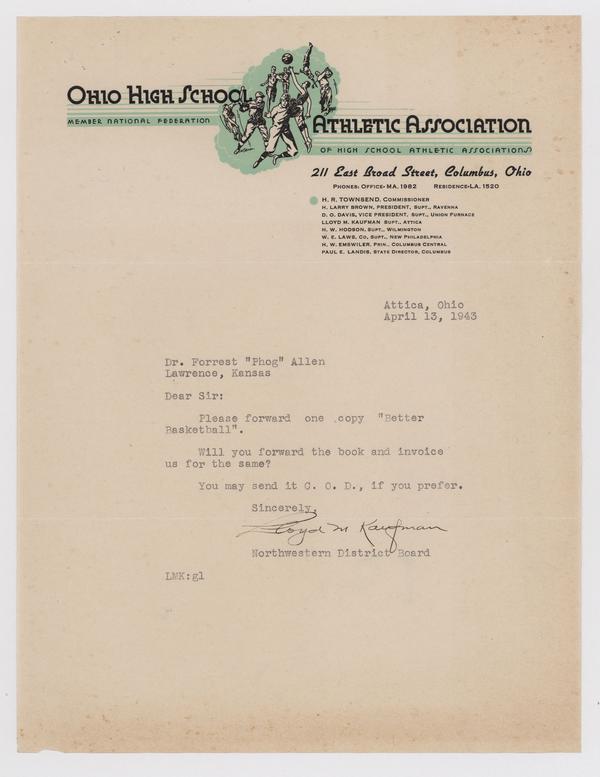 OHIO HIGH SCHOOL
ATHLETIC ASSOCIATION
MEMBER NATIONAL FEDERATION
OF HIGH SCHOOL ATHLETIC ASSOCIATIONS
211 East Broad Street, Columbus, Ohio
PHONES: OFFICE-MA. 1982 RESIDENCE-LA. 1520
H. R. TOWNSEND, COMMISSIONER
H. LARRY BROWN, PRESIDENT, SUPT., RAVENNA
D. O. DAVIS, VICE PRESIDENT, SUPT., UNION FURNACE
LLOYD M. KAUFMAN SUPT., ATTICA
H. W. HODSON, SUPT., WILMINGTON
W. E. LAWS, CO. SUPT., NEW PHILADELPHIA
H. W. EMSWILER, PRIN., COLUMBUS CENTRAL
PAUL E. LANDIS, STATE DIRECTOR, COLUMBUS
Attica, Ohio
April 13, 1943
Dr. Forrest "Phog" Allen
Lawrence, Kansas
Dear Sir:
Please forward one copy "Better
Basketball".
Will you forward the book and invoice
us for the same?
You may send it C. O. D., if you prefer.
Sincerely,
Lloyd M Kaufman
Northwestern District Board
LMK:gl